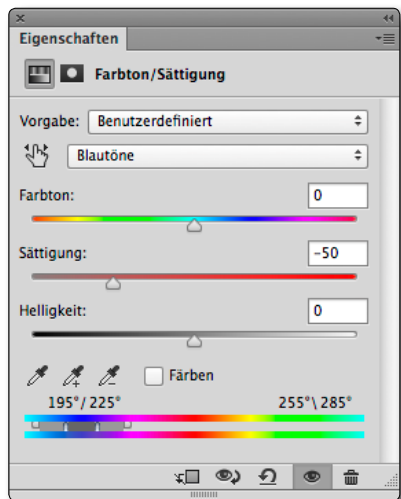 Eigenschaften
Farbton/Sättigung
Vorgabe: Benutzerdefiniert
Blautöne
Farbton: 0
Sättigung: -50
Helligkeit: 0
Färben
195°/225° 255°\285°